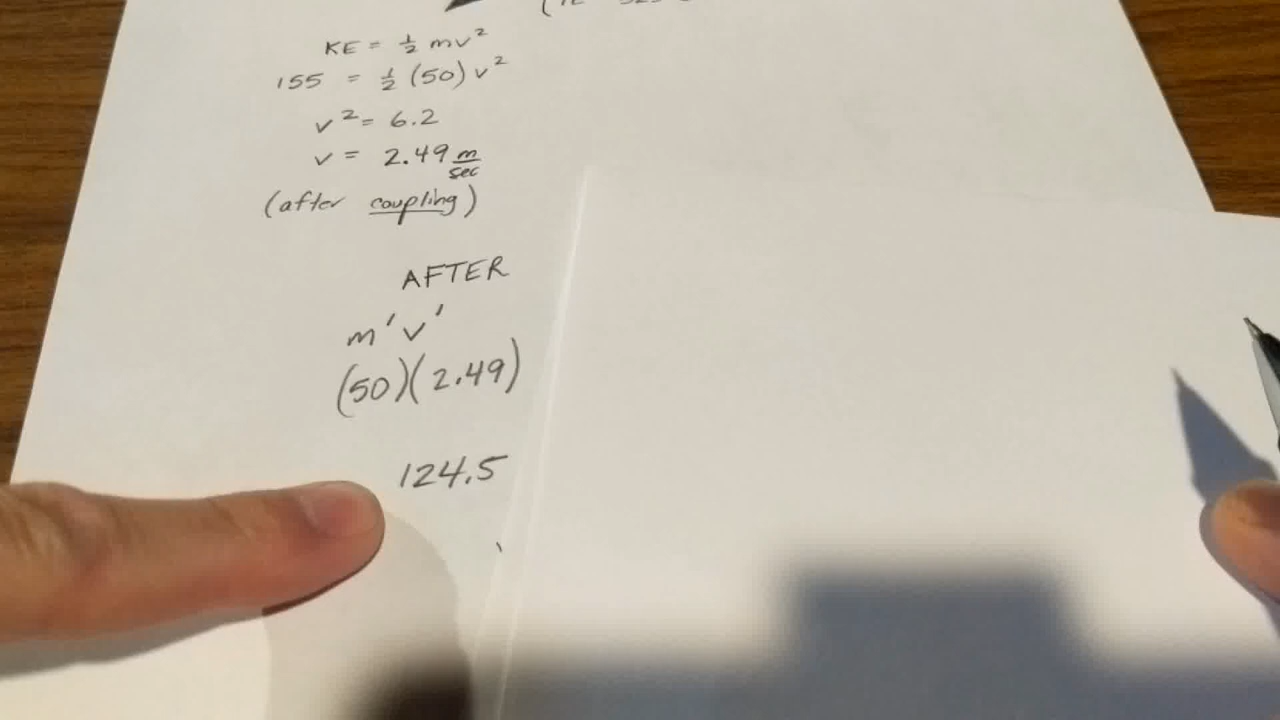 KE = ½ mv²
155 = ½ (50) v²
v² = 6.2
v = 2.49 m/sec
(after coupling)
AFTER
m'v'
(50)(2.49)
124.5